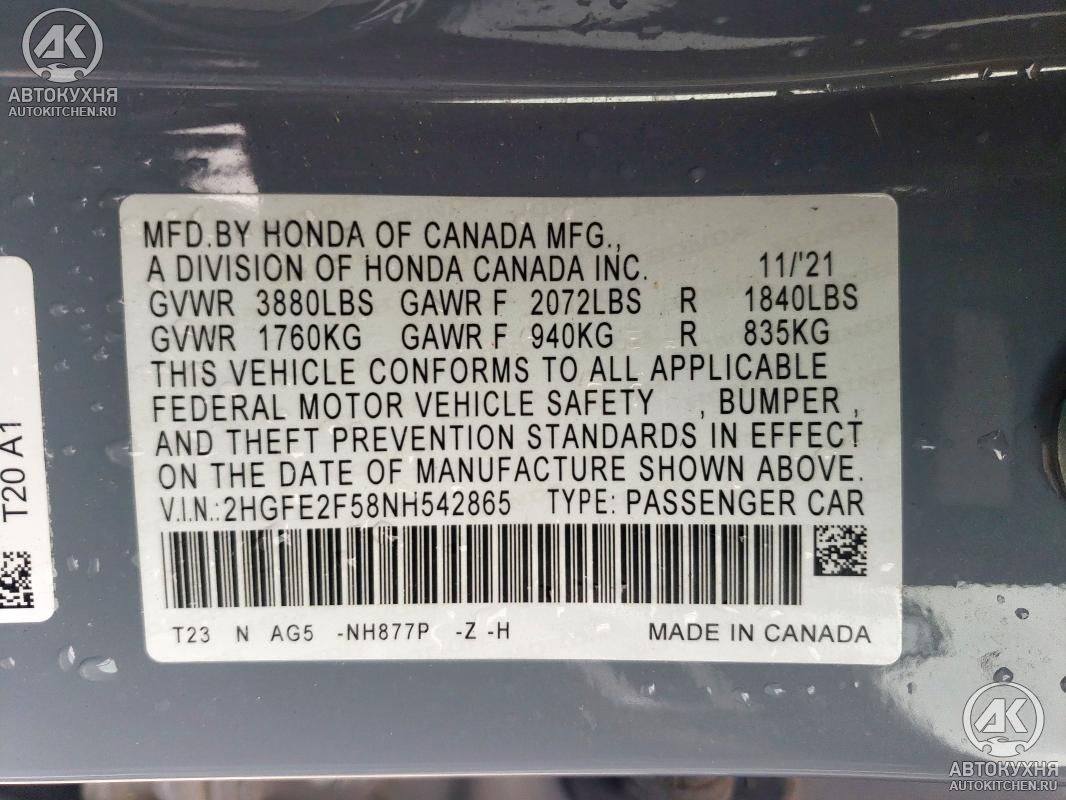 AK
АВТОКУХНЯ
AUTOKITCHEN.RU
MFD.BY HONDA OF CANADA MFG.,
A DIVISION OF HONDA CANADA INC. 11/'21
GVWR 3880LBS GAWR F 2072LBS R 1840LBS
GVWR 1760KG GAWR F 940KG R 835KG
THIS VEHICLE CONFORMS TO ALL APPLICABLE
FEDERAL MOTOR VEHICLE SAFETY , BUMPER ,
AND THEFT PREVENTION STANDARDS IN EFFECT
ON THE DATE OF MANUFACTURE SHOWN ABOVE.
V.I.N.:2HGFE2F58NH542865 TYPE: PASSENGER CAR
T23 N AG5 -NH877P -Z -H MADE IN CANADA
T20 A1
AK
АВТОКУХНЯ
AUTOKITCHEN.RU